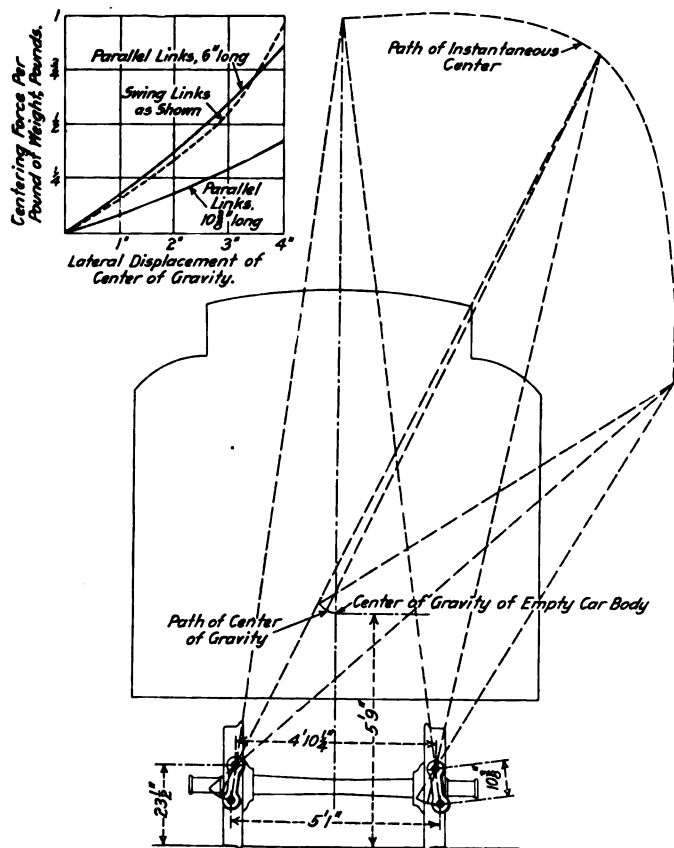 1
Centering Force Per
Pound of Weight, Pounds.
Parallel Links, 6" long
Swing Links
as Shown
Parallel
Links,
10⅜" long
1" 2" 3" 4"
Lateral Displacement of
Center of Gravity.
Path of Instantaneous
Center
Center of Gravity of Empty Car Body
Path of Center
of Gravity
5'9"
4'10¼"
23½"
10⅜"
5'1"